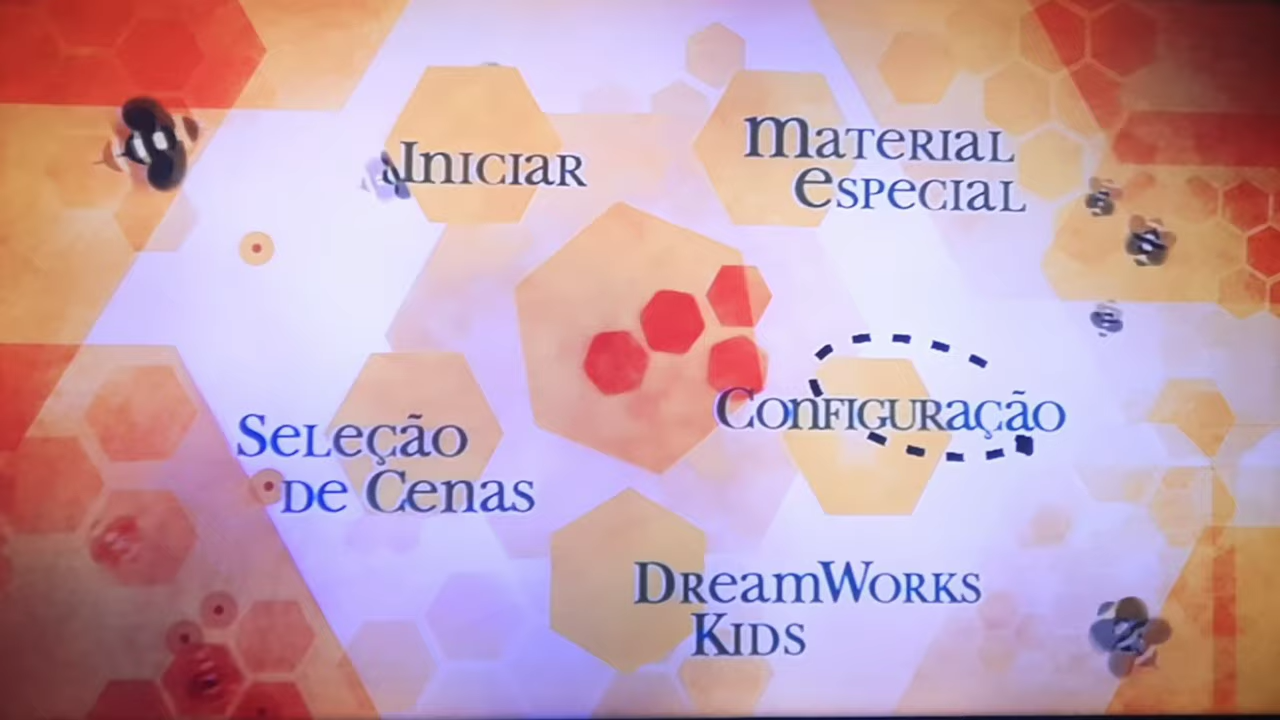 Iniciar
Material
Especial
Configuração
Seleção
de Cenas
DreamWorks
Kids